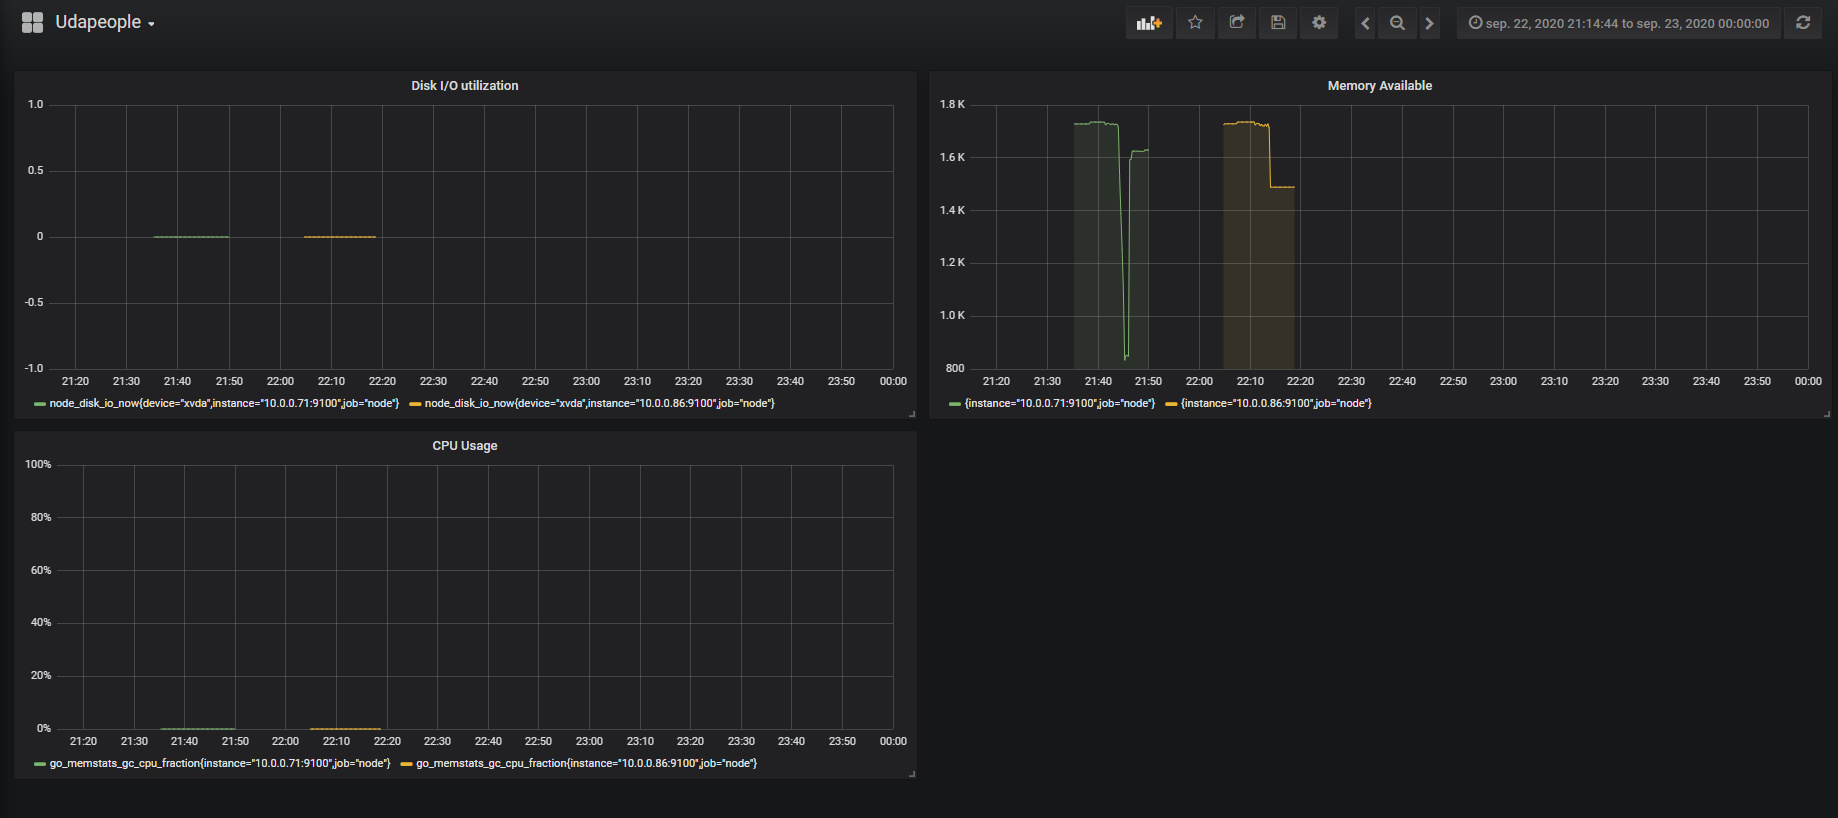 Udapeople
sep. 22, 2020 21:14:44 to sep. 23, 2020 00:00:00
Disk I/O utilization
1.0
0.5
0
-0.5
-1.0
21:20 21:30 21:40 21:50 22:00 22:10 22:20 22:30 22:40 22:50 23:00 23:10 23:20 23:30 23:40 23:50 00:00
node_disk_io_now{device="xvda",instance="10.0.0.71:9100",job="node"} node_disk_io_now{device="xvda",instance="10.0.0.86:9100",job="node"}
Memory Available
1.8 K
1.6 K
1.4 K
1.2 K
1.0 K
800
21:20 21:30 21:40 21:50 22:00 22:10 22:20 22:30 22:40 22:50 23:00 23:10 23:20 23:30 23:40 23:50 00:00
{instance="10.0.0.71:9100",job="node"} {instance="10.0.0.86:9100",job="node"}
CPU Usage
100%
80%
60%
40%
20%
0%
21:20 21:30 21:40 21:50 22:00 22:10 22:20 22:30 22:40 22:50 23:00 23:10 23:20 23:30 23:40 23:50 00:00
go_memstats_gc_cpu_fraction{instance="10.0.0.71:9100",job="node"} go_memstats_gc_cpu_fraction{instance="10.0.0.86:9100",job="node"}